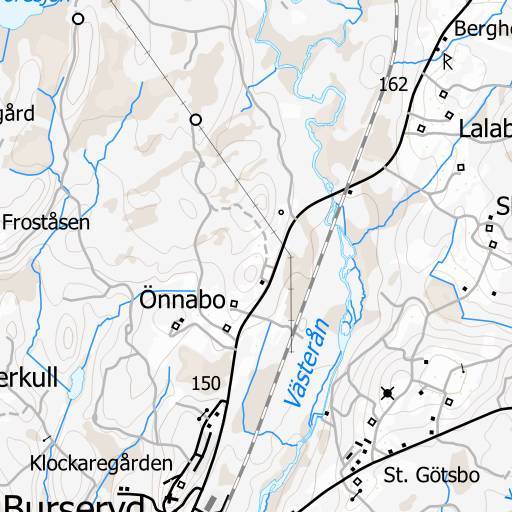 Bergh
162
gård
Lalab
Froståsen
Önnabo
Västerån
erkull
150
Klockaregården
St. Götsbo
Burseryd